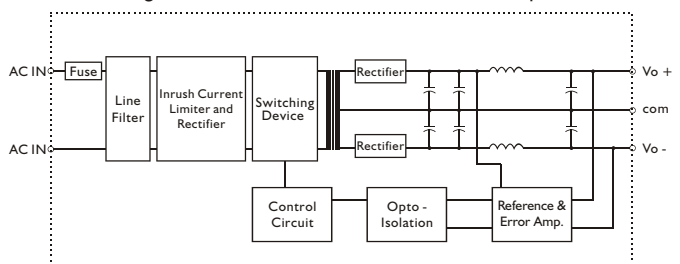 AC IN
Fuse
Line
Filter
Inrush Current
Limiter and
Rectifier
Switching
Device
Rectifier
Vo +
com
AC IN
Rectifier
Vo -
Control
Circuit
Opto -
Isolation
Reference &
Error Amp.